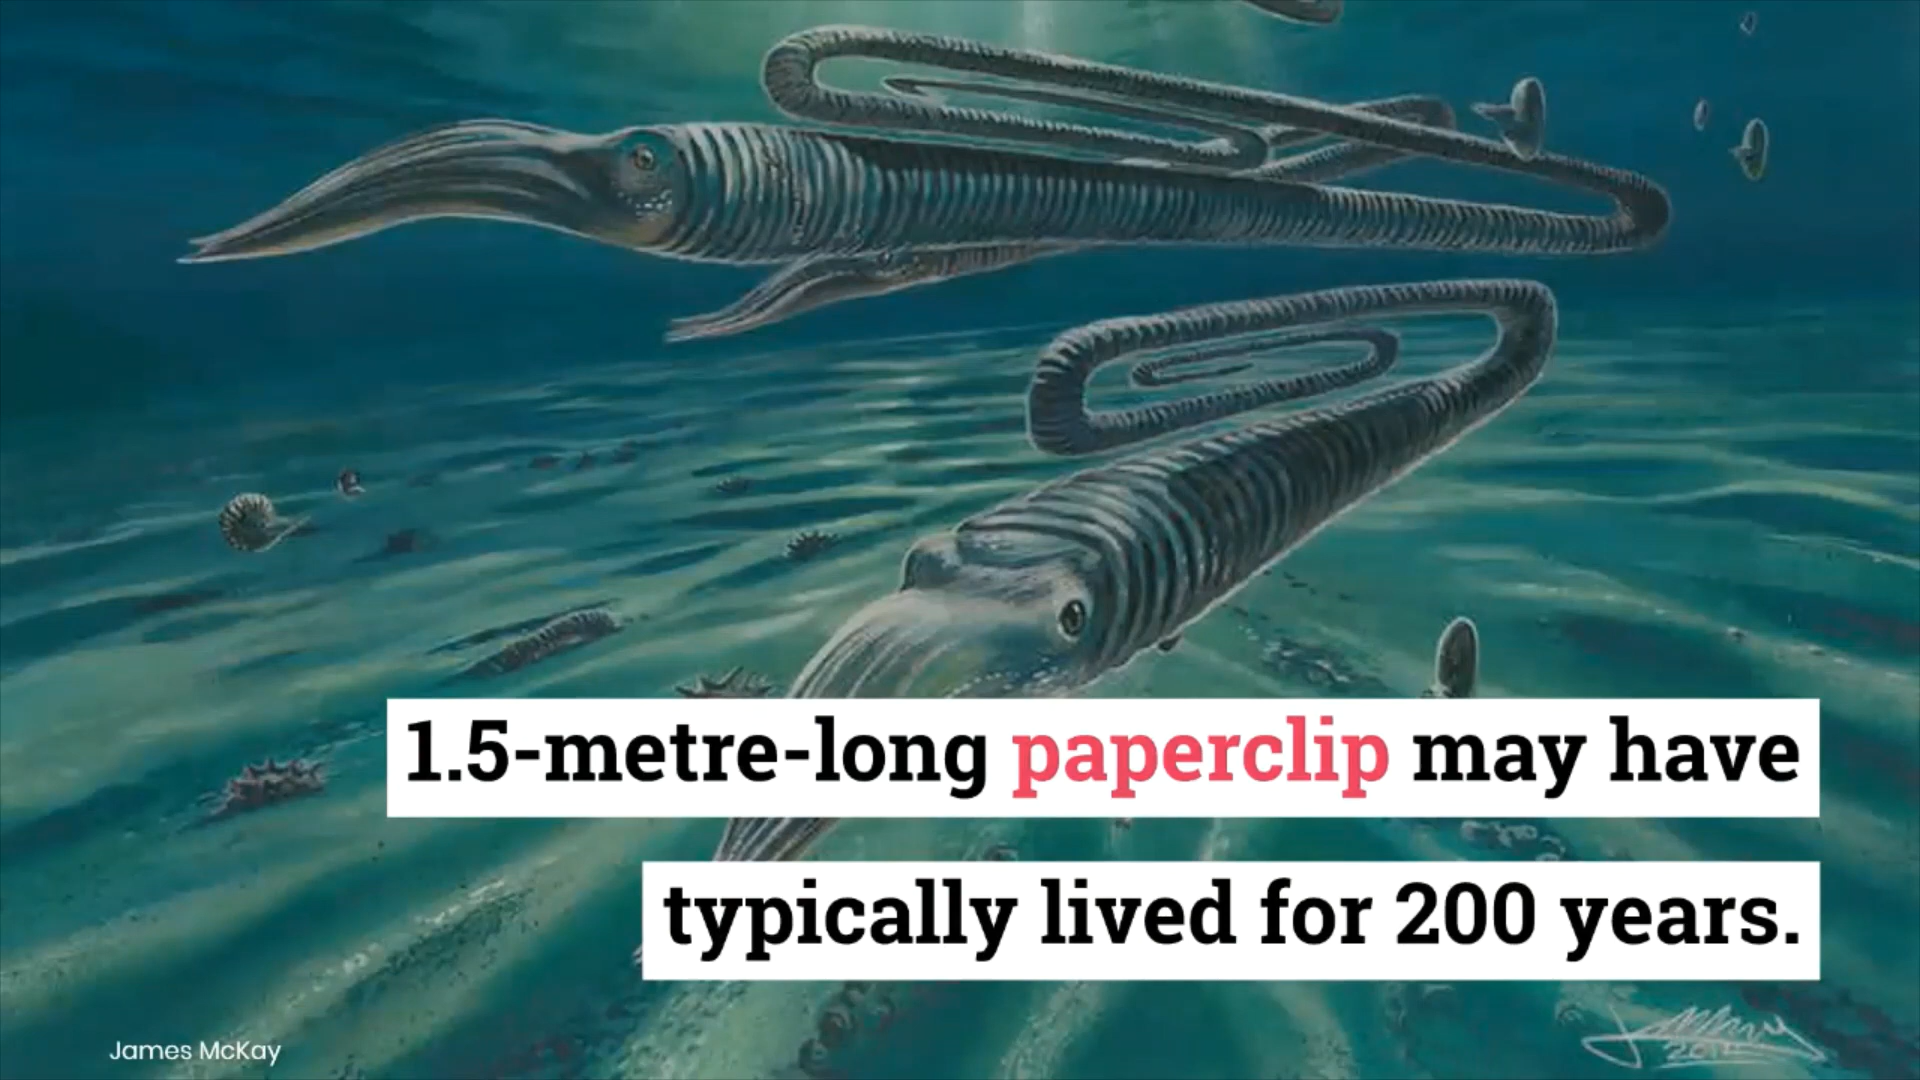 1.5-metre-long paperclip may have
typically lived for 200 years.
James McKay